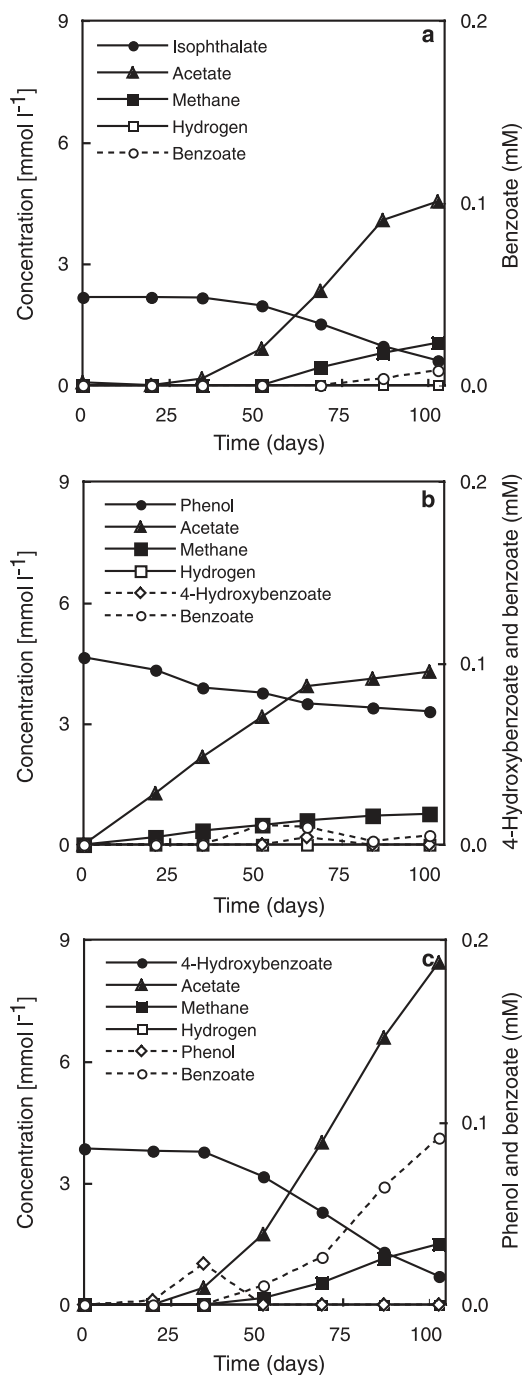 a
9
6
3
0
0.2
0.1
0.0
Isophthalate
Acetate
Methane
Hydrogen
Benzoate
Concentration [mmol l-1]
Benzoate (mM)
0 25 50 75 100
Time (days)
b
9
6
3
0
0.2
0.1
0.0
Phenol
Acetate
Methane
Hydrogen
4-Hydroxybenzoate
Benzoate
Concentration [mmol l-1]
4-Hydroxybenzoate and benzoate (mM)
0 25 50 75 100
Time (days)
c
9
6
3
0
0.2
0.1
0.0
4-Hydroxybenzoate
Acetate
Methane
Hydrogen
Phenol
Benzoate
Concentration [mmol l-1]
Phenol and benzoate (mM)
0 25 50 75 100
Time (days)